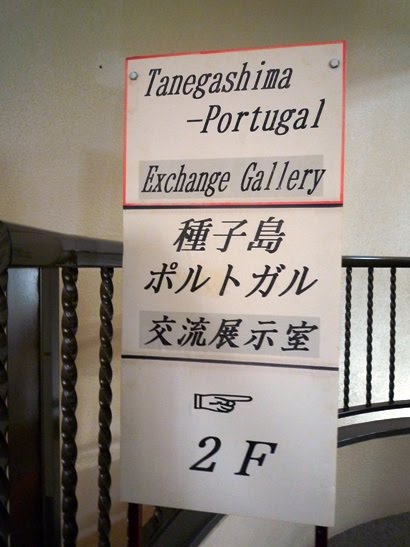 Tanegashima
-Portugal
Exchange Gallery
種子島
ポルトガル
交流展示室
☞
２Ｆ